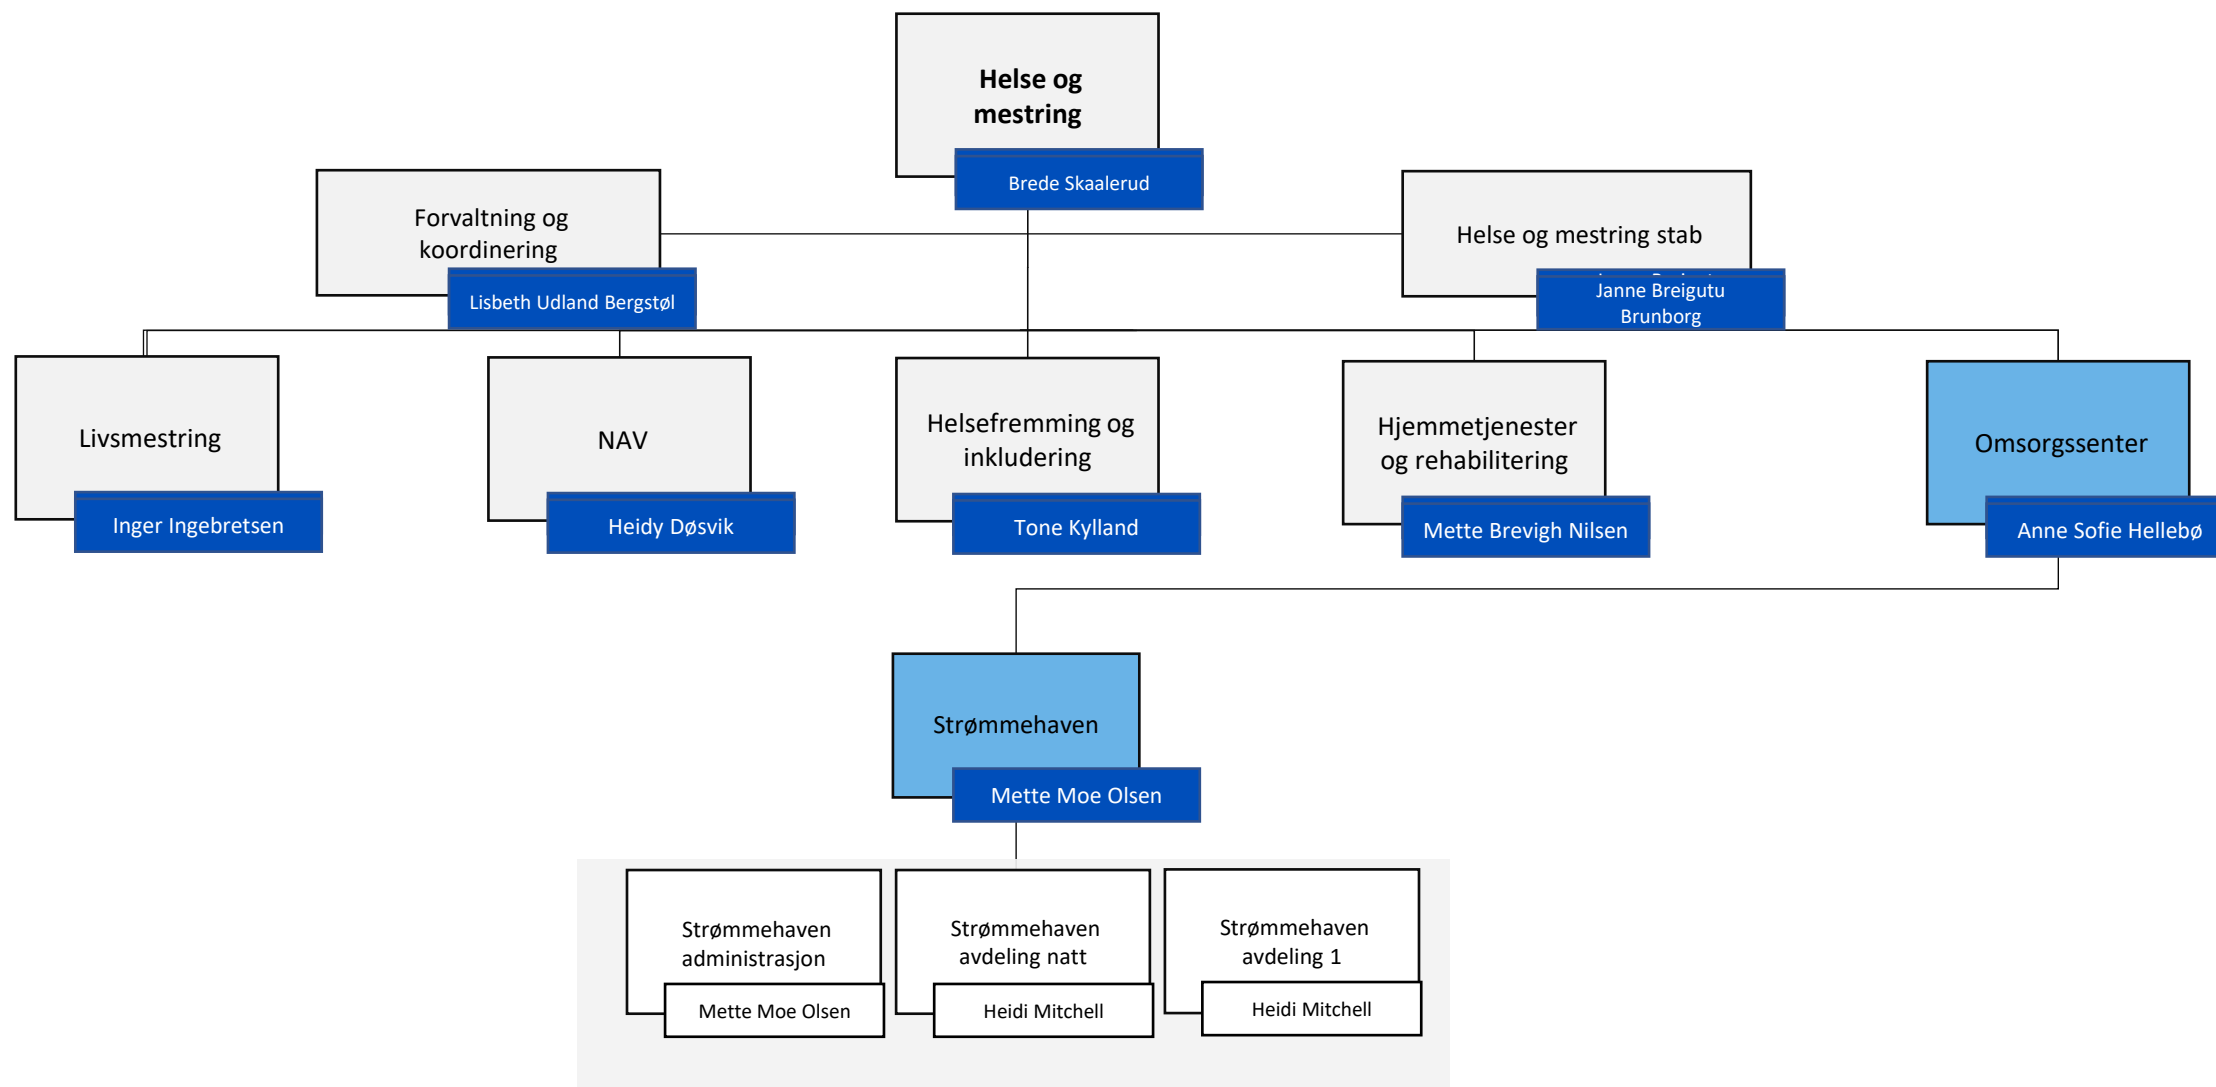 Helse og
mestring
Brede Skaalerud
Forvaltning og
koordinering
Lisbeth Udland Bergstøl
Helse og mestring stab
Janne Breigutu
Brunborg
Livsmestring
Inger Ingebretsen
NAV
Heidy Døsvik
Helsefremming og
inkludering
Tone Kylland
Hjemmetjenester
og rehabilitering
Mette Brevigh Nilsen
Omsorgssenter
Anne Sofie Hellebø
Strømmehaven
Mette Moe Olsen
Strømmehaven
administrasjon
Mette Moe Olsen
Strømmehaven
avdeling natt
Heidi Mitchell
Strømmehaven
avdeling 1
Heidi Mitchell